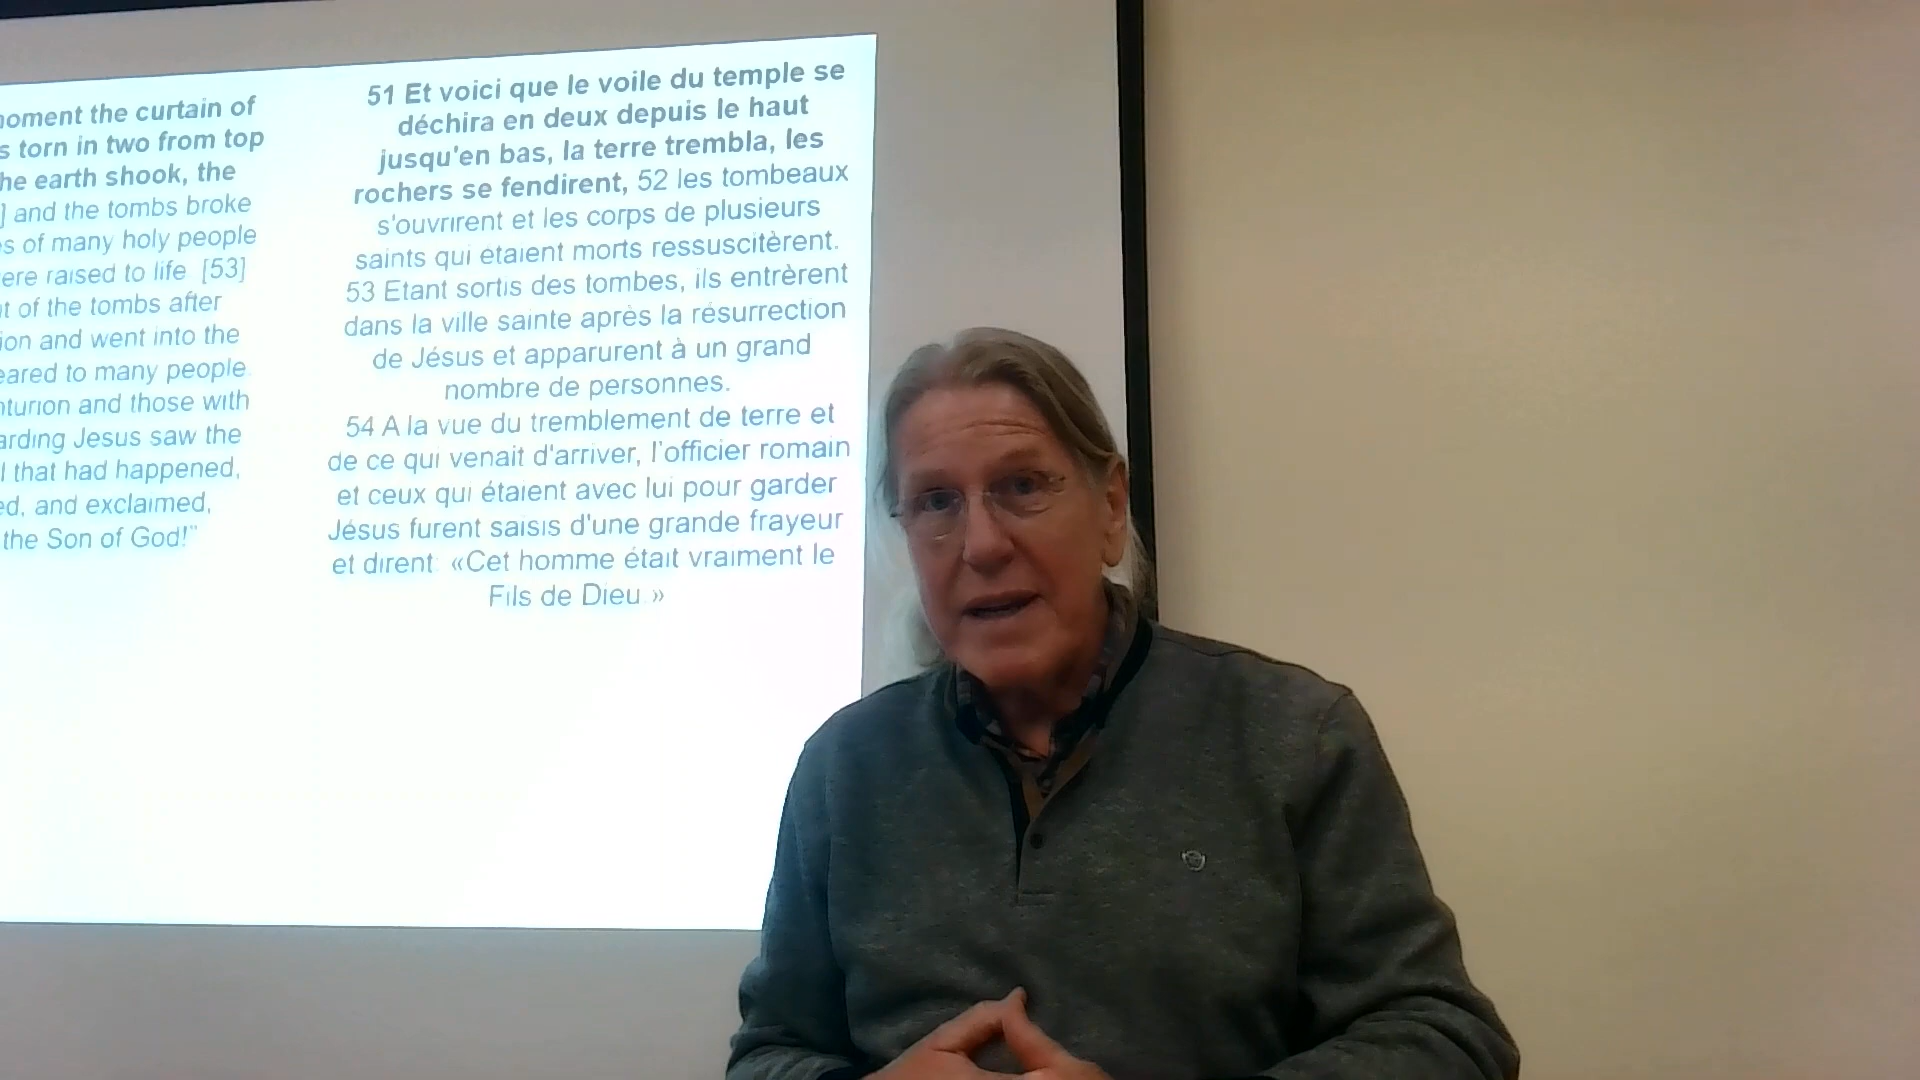 moment the curtain of
s torn in two from top
he earth shook, the
] and the tombs broke
s of many holy people
ere raised to life [53]
t of the tombs after
ion and went into the
eared to many people.
nturion and those with
arding Jesus saw the
l that had happened,
ed, and exclaimed,
the Son of God!"
51 Et voici que le voile du temple se
déchira en deux depuis le haut
jusqu'en bas, la terre trembla, les
rochers se fendirent, 52 les tombeaux
s'ouvrirent et les corps de plusieurs
saints qui étaient morts ressuscitèrent.
53 Etant sortis des tombes, ils entrèrent
dans la ville sainte après la résurrection
de Jésus et apparurent à un grand
nombre de personnes.
54 A la vue du tremblement de terre et
de ce qui venait d'arriver, l'officier romain
et ceux qui étaient avec lui pour garder
Jésus furent saisis d'une grande frayeur
et dirent: «Cet homme était vraiment le
Fils de Dieu.»